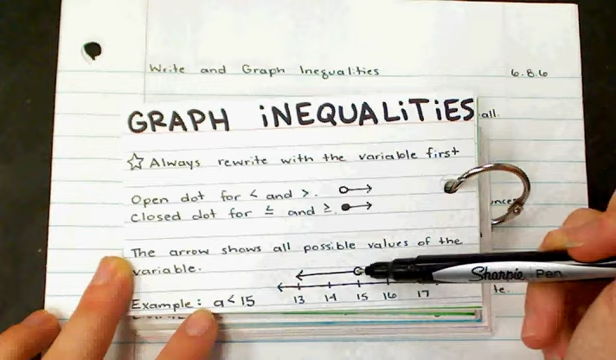 Write and Graph Inequalities 6.8.6
GRAPH iNEQUALiTiES
all.
☆ Always rewrite with the variable first
Open dot for < and >.
Closed dot for ≤ and ≥.
The arrow shows all possible values of the
variable.
Example: a < 15
13 14 15 16 17
Sharpie Pen